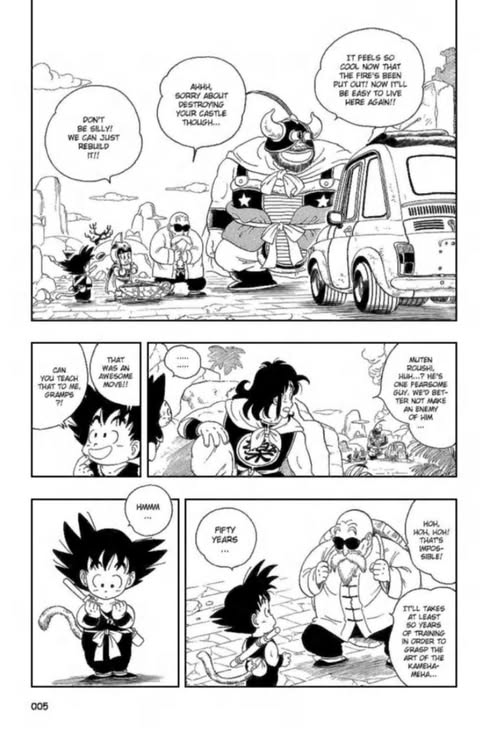 IT FEELS SO
COOL NOW THAT
THE FIRE'S BEEN
PUT OUT! NOW IT'LL
BE EASY TO LIVE
HERE AGAIN!!
AHHH,
SORRY ABOUT
DESTROYING
YOUR CASTLE
THOUGH...
DON'T
BE SILLY!
WE CAN JUST
REBUILD
IT!!
MUTEN
ROUSHI,
HUH...? HE'S
ONE FEARSOME
GUY. WE'D BET-
TER NOT MAKE
AN ENEMY
OF HIM
...
.....
.....
THAT
WAS AN
AWESOME
MOVE!!
CAN
YOU TEACH
THAT TO ME,
GRAMPS
?!
HOH,
HOH, HOH!
THAT'S
IMPOS-
SIBLE!
IT'LL TAKES
AT LEAST
50 YEARS
OF TRAINING
IN ORDER
TO GRASP
THE ART OF
THE KAMEHA-
MEHA...
FIFTY
YEARS
...
HMMM
...
005